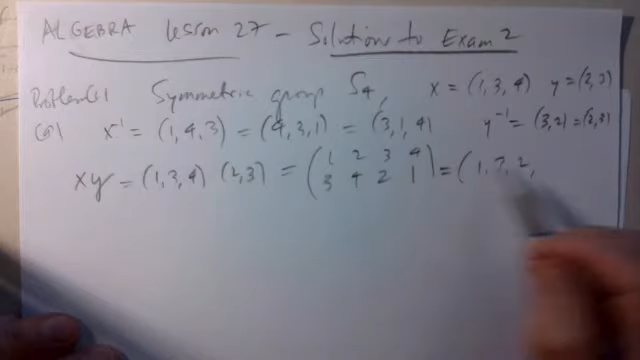 ALGEBRA Lesson 27 - Solutions to Exam 2
Problem 1 Symmetric group S₄, x = (1, 3, 4) y = (2, 3)
(a) x⁻¹ = (1, 4, 3) = (4, 3, 1) = (3, 1, 4) y⁻¹ = (3, 2) = (2, 3)
xy = (1, 3, 4) (2, 3) = ( 1 2 3 4 ) = ( 1, 3, 2,
3 4 2 1